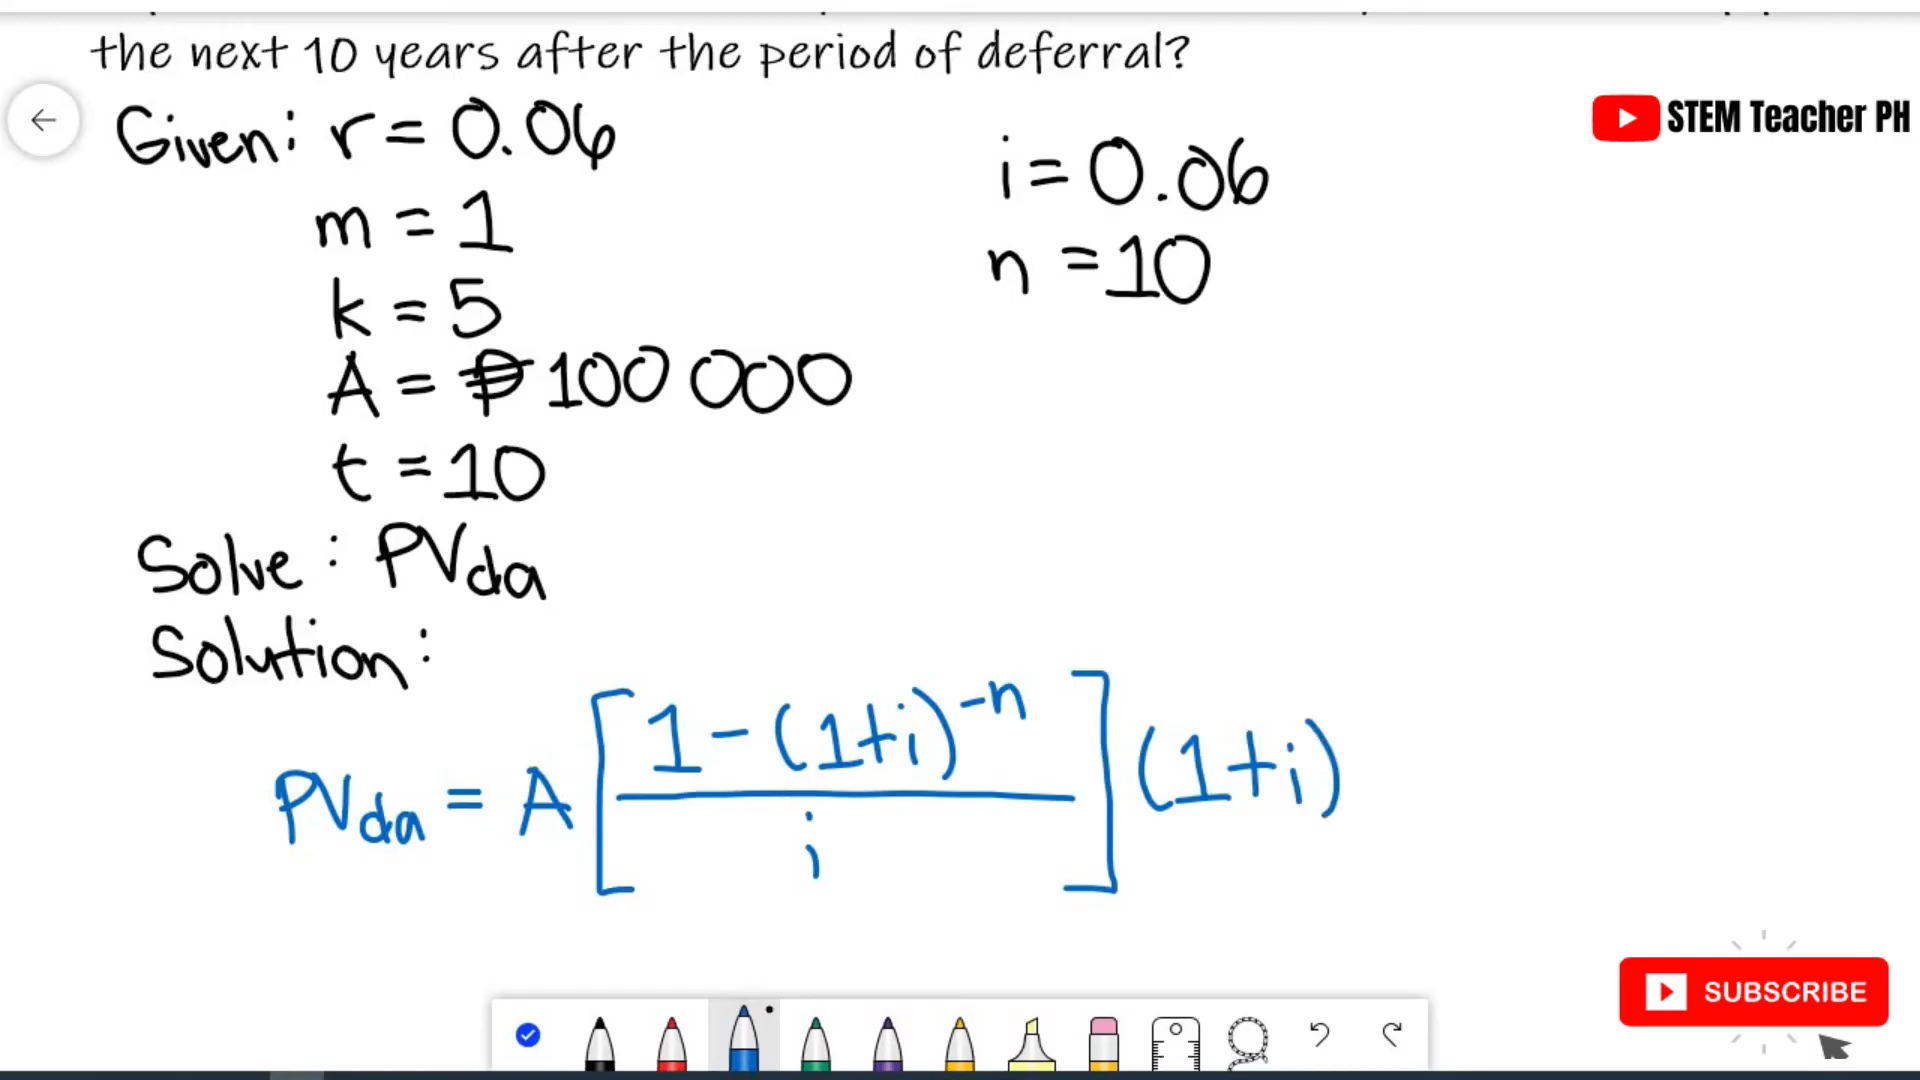 the next 10 years after the period of deferral?
STEM Teacher PH
Given: r = 0.06
i = 0.06
m = 1
n = 10
k = 5
A = ₱100 000
t = 10
Solve : PVda
Solution:
PVda = A [ 1 - (1+i)^-n / i ] (1+i)
SUBSCRIBE